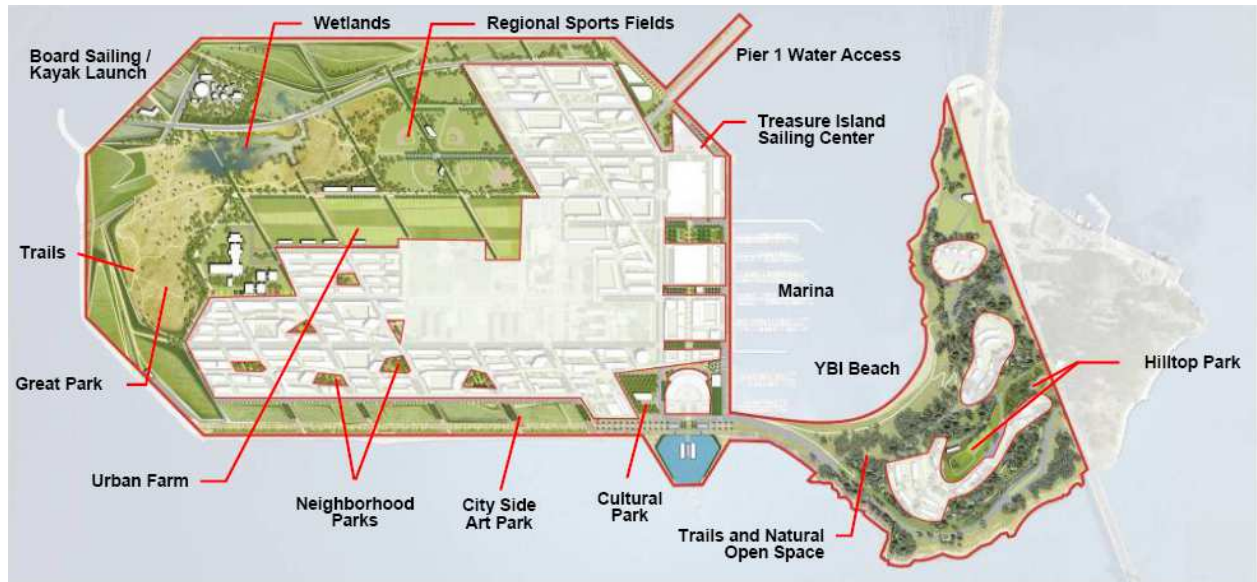 Wetlands
Regional Sports Fields
Board Sailing /
Kayak Launch
Pier 1 Water Access
Treasure Island
Sailing Center
Trails
Marina
Great Park
YBI Beach
Hilltop Park
Urban Farm
Neighborhood
Parks
City Side
Art Park
Cultural
Park
Trails and Natural
Open Space